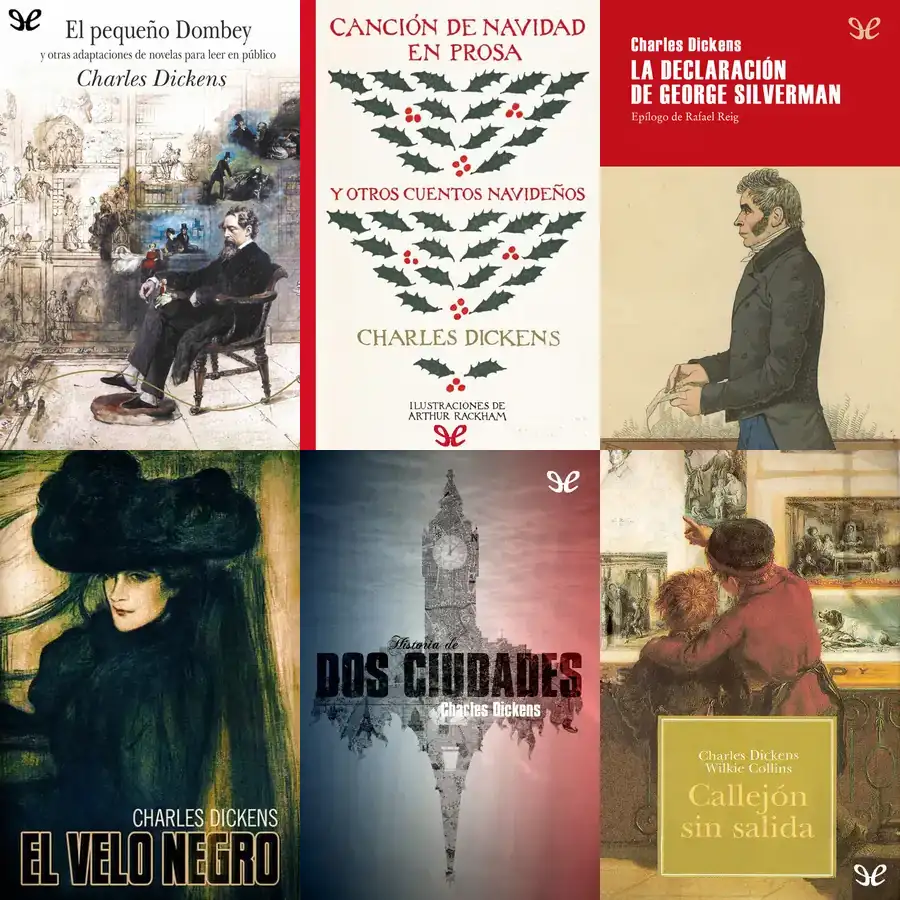 El pequeño Dombey
y otras adaptaciones de novelas para leer en público
Charles Dickens
CANCIÓN DE NAVIDAD
EN PROSA
Y OTROS CUENTOS NAVIDEÑOS
CHARLES DICKENS
ILUSTRACIONES DE
ARTHUR RACKHAM
Charles Dickens
LA DECLARACIÓN
DE GEORGE SILVERMAN
Epílogo de Rafael Reig
CHARLES DICKENS
EL VELO NEGRO
Historia de
DOS CIUDADES
Charles Dickens
Charles Dickens
Wilkie Collins
Callejón
sin salida